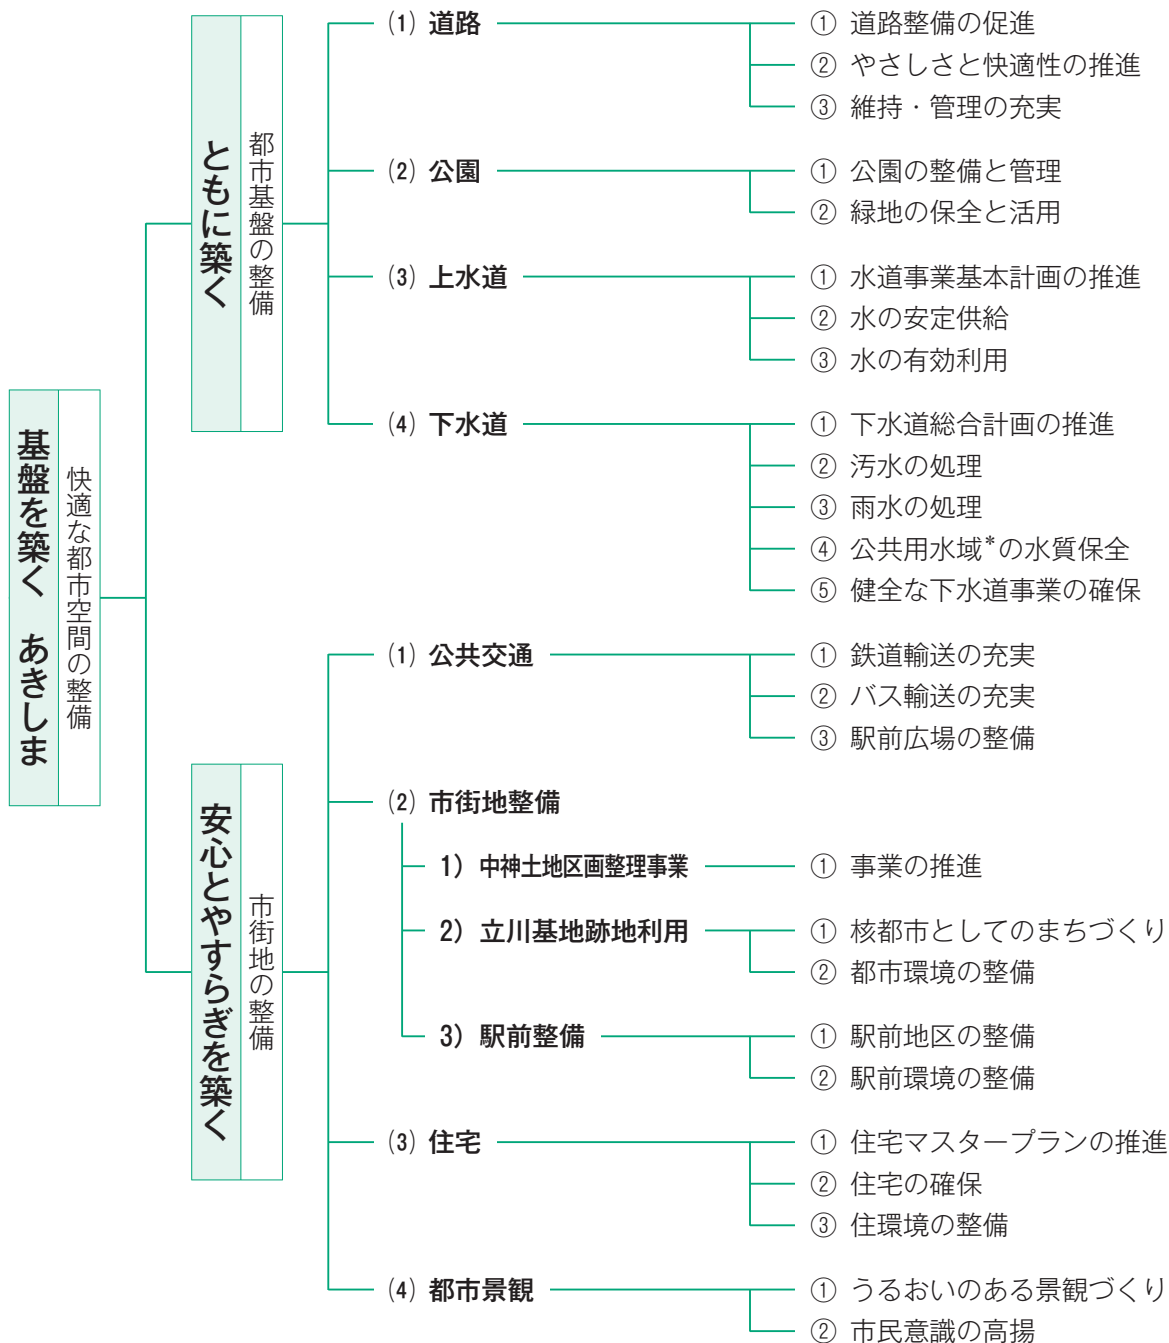 基盤を築く　あきしま
快適な都市空間の整備
ともに築く
都市基盤の整備
(1) 道路
① 道路整備の促進
② やさしさと快適性の推進
③ 維持・管理の充実
(2) 公園
① 公園の整備と管理
② 緑地の保全と活用
(3) 上水道
① 水道事業基本計画の推進
② 水の安定供給
③ 水の有効利用
(4) 下水道
① 下水道総合計画の推進
② 汚水の処理
③ 雨水の処理
④ 公共用水域*の水質保全
⑤ 健全な下水道事業の確保
安心とやすらぎを築く
市街地の整備
(1) 公共交通
① 鉄道輸送の充実
② バス輸送の充実
③ 駅前広場の整備
(2) 市街地整備
1) 中神土地区画整理事業
① 事業の推進
2) 立川基地跡地利用
① 核都市としてのまちづくり
② 都市環境の整備
3) 駅前整備
① 駅前地区の整備
② 駅前環境の整備
(3) 住宅
① 住宅マスタープランの推進
② 住宅の確保
③ 住環境の整備
(4) 都市景観
① うるおいのある景観づくり
② 市民意識の高揚